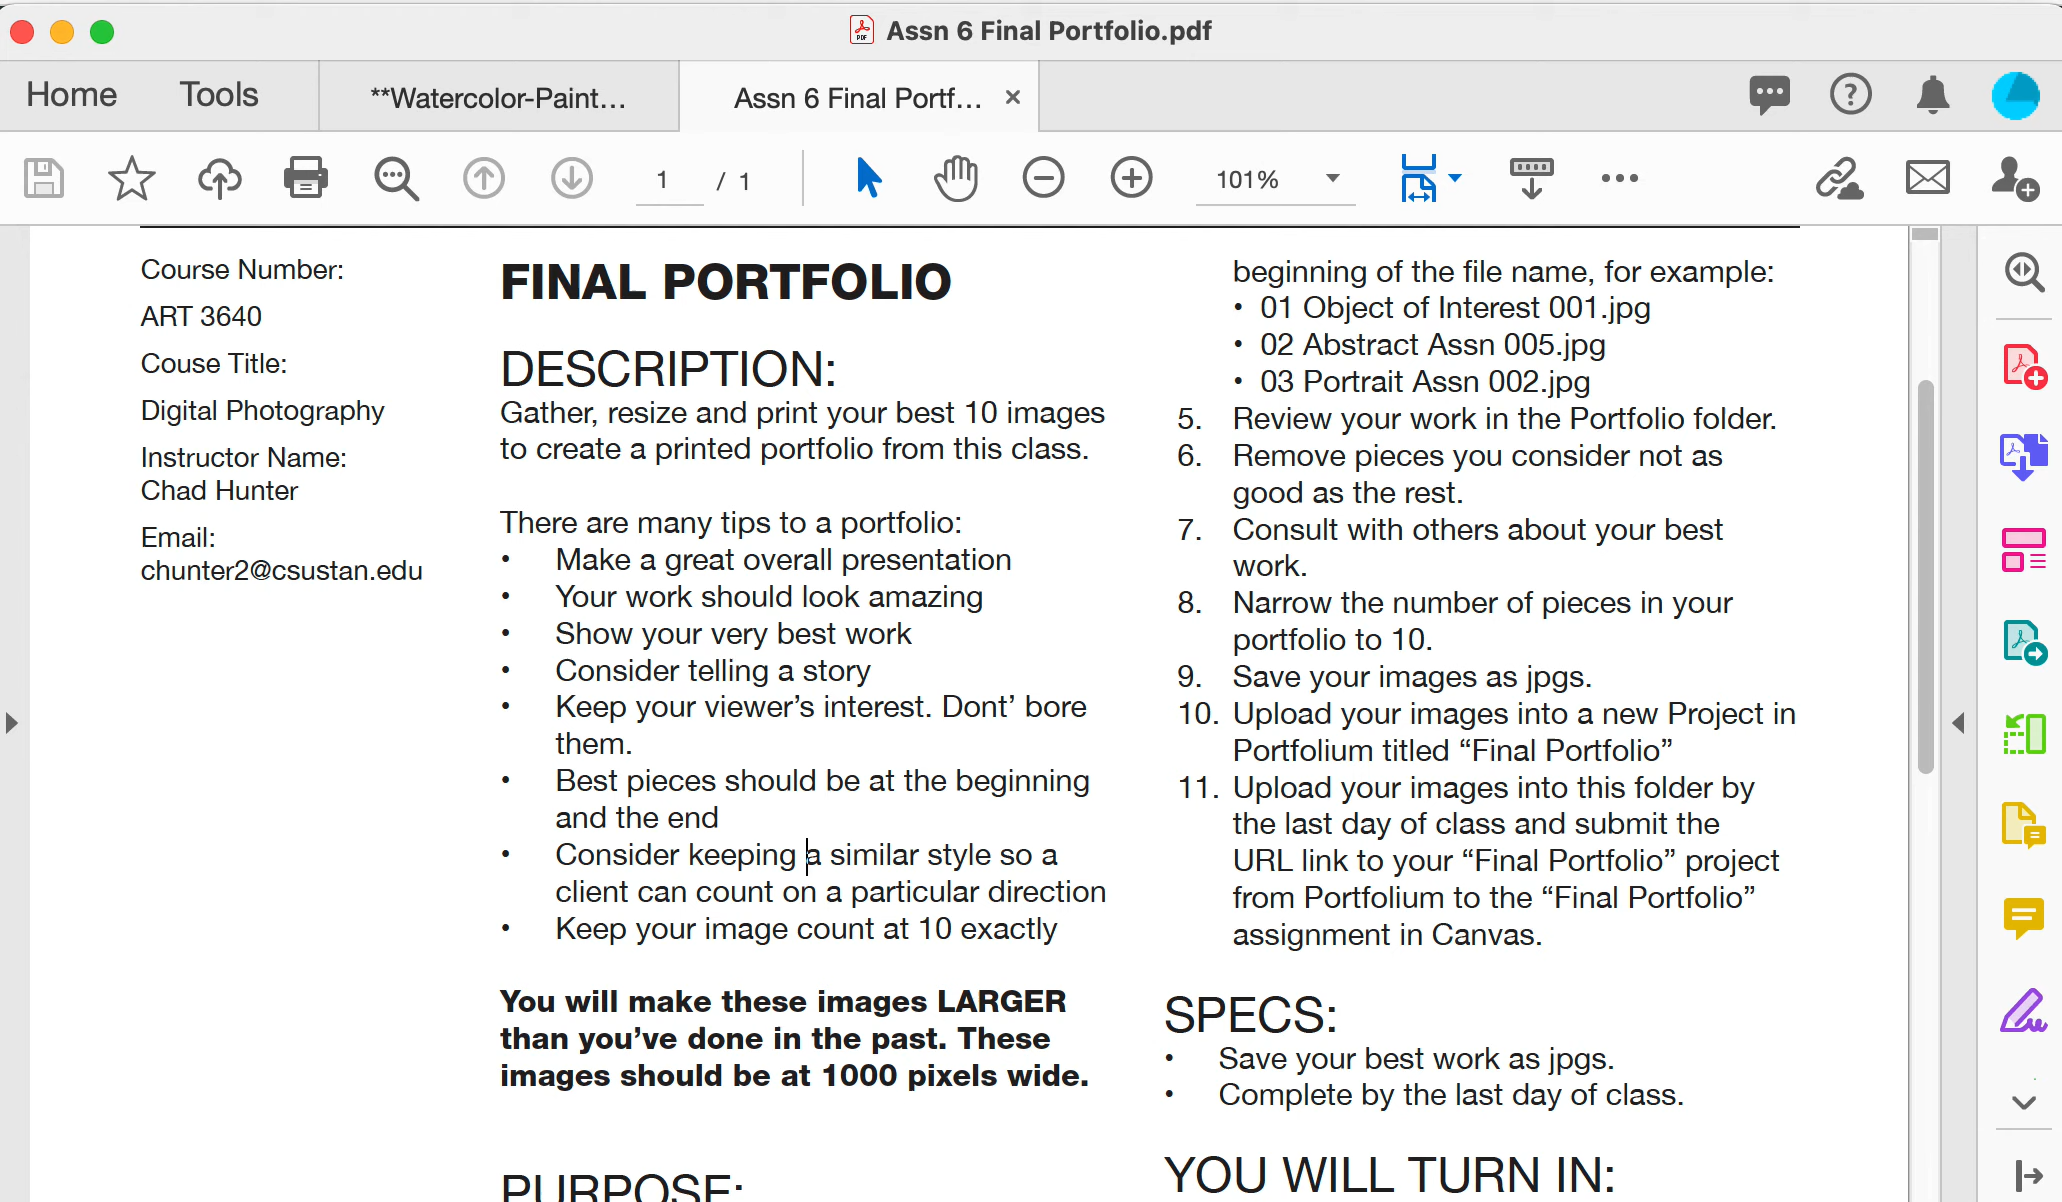 Assn 6 Final Portfolio.pdf
Home
Tools
**Watercolor-Paint...
Assn 6 Final Portf...
1 / 1
101%
Course Number:
ART 3640
Couse Title:
Digital Photography
Instructor Name:
Chad Hunter
Email:
chunter2@csustan.edu
FINAL PORTFOLIO
DESCRIPTION:
Gather, resize and print your best 10 images
to create a printed portfolio from this class.
There are many tips to a portfolio:
• Make a great overall presentation
• Your work should look amazing
• Show your very best work
• Consider telling a story
• Keep your viewer’s interest. Dont’ bore
them.
• Best pieces should be at the beginning
and the end
• Consider keeping a similar style so a
client can count on a particular direction
• Keep your image count at 10 exactly
You will make these images LARGER
than you’ve done in the past. These
images should be at 1000 pixels wide.
PURPOSE:
beginning of the file name, for example:
• 01 Object of Interest 001.jpg
• 02 Abstract Assn 005.jpg
• 03 Portrait Assn 002.jpg
5. Review your work in the Portfolio folder.
6. Remove pieces you consider not as
good as the rest.
7. Consult with others about your best
work.
8. Narrow the number of pieces in your
portfolio to 10.
9. Save your images as jpgs.
10. Upload your images into a new Project in
Portfolium titled “Final Portfolio”
11. Upload your images into this folder by
the last day of class and submit the
URL link to your “Final Portfolio” project
from Portfolium to the “Final Portfolio”
assignment in Canvas.
SPECS:
• Save your best work as jpgs.
• Complete by the last day of class.
YOU WILL TURN IN: